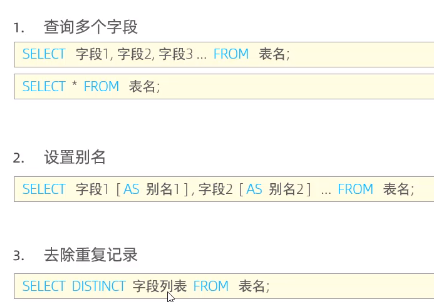 1. 查询多个字段
SELECT 字段1, 字段2, 字段3 ... FROM 表名;
SELECT * FROM 表名;
2. 设置别名
SELECT 字段1 [ AS 别名1 ] , 字段2 [ AS 别名2 ] ... FROM 表名;
3. 去除重复记录
SELECT DISTINCT 字段列表 FROM 表名;